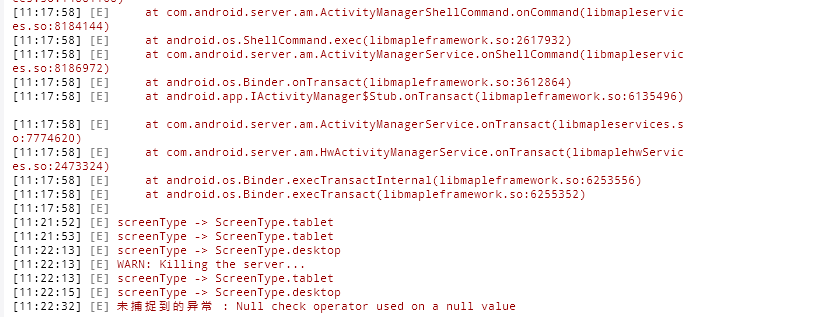 [11:17:58] [E]     at com.android.server.am.ActivityManagerShellCommand.onCommand(libmapleservic
es.so:8184144)
[11:17:58] [E]     at android.os.ShellCommand.exec(libmapleframework.so:2617932)
[11:17:58] [E]     at com.android.server.am.ActivityManagerService.onShellCommand(libmapleservic
es.so:8186972)
[11:17:58] [E]     at android.os.Binder.onTransact(libmapleframework.so:3612864)
[11:17:58] [E]     at android.app.IActivityManager$Stub.onTransact(libmapleframework.so:6135496)
[11:17:58] [E]     at com.android.server.am.ActivityManagerService.onTransact(libmapleservices.s
o:7774620)
[11:17:58] [E]     at com.android.server.am.HwActivityManagerService.onTransact(libmaplehwServic
es.so:2473324)
[11:17:58] [E]     at android.os.Binder.execTransactInternal(libmapleframework.so:6253556)
[11:17:58] [E]     at android.os.Binder.execTransact(libmapleframework.so:6255352)
[11:17:58] [E]
[11:21:52] [E] screenType -> ScreenType.tablet
[11:21:53] [E] screenType -> ScreenType.tablet
[11:22:13] [E] screenType -> ScreenType.desktop
[11:22:13] [E] WARN: Killing the server...
[11:22:13] [E] screenType -> ScreenType.tablet
[11:22:15] [E] screenType -> ScreenType.desktop
[11:22:32] [E] 未捕捉到的异常 : Null check operator used on a null value